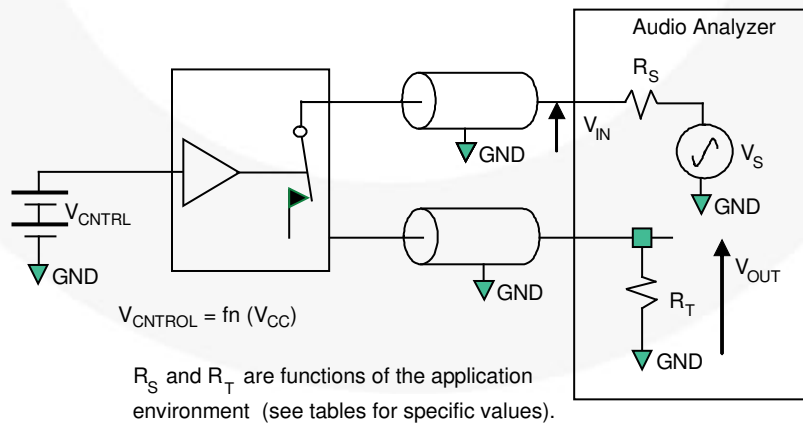 Audio Analyzer
R_S
V_IN
GND
V_S
GND
V_CNTRL
GND
GND
V_OUT
R_T
GND
V_CNTROL = fn (V_CC)
R_S and R_T are functions of the application
environment (see tables for specific values).